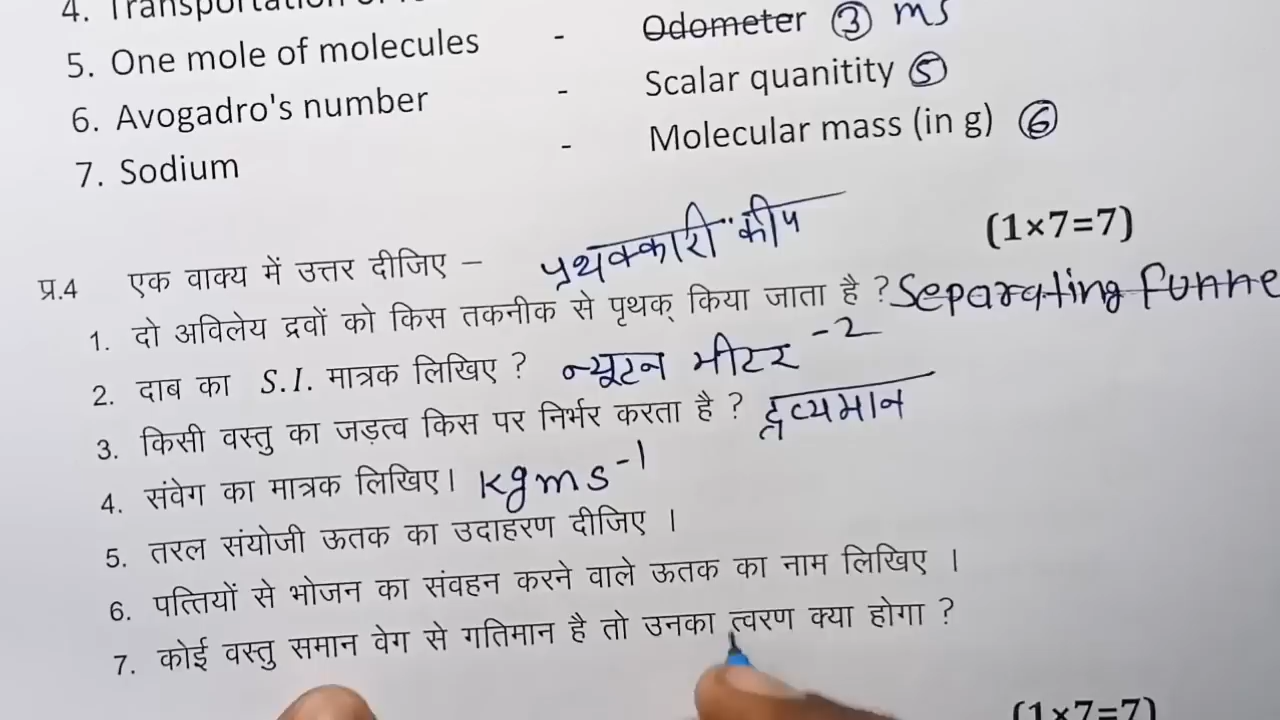 4. Transportation of
5. One mole of molecules - Odometer ③ ms
6. Avogadro's number - Scalar quanitity ⑤
7. Sodium - Molecular mass (in g) ⑥
पृथक्कारी कीप (1×7=7)
प्र.4 एक वाक्य में उत्तर दीजिए –
1. दो अविलेय द्रवों को किस तकनीक से पृथक् किया जाता है ? Separating Funne
2. दाब का S.I. मात्रक लिखिए ? न्यूटन मीटर -2
3. किसी वस्तु का जड़त्व किस पर निर्भर करता है ? द्रव्यमान
4. संवेग का मात्रक लिखिए। kgms-1
5. तरल संयोजी ऊतक का उदाहरण दीजिए ।
6. पत्तियों से भोजन का संवहन करने वाले ऊतक का नाम लिखिए ।
7. कोई वस्तु समान वेग से गतिमान है तो उनका त्वरण क्या होगा ?
(1×7=7)